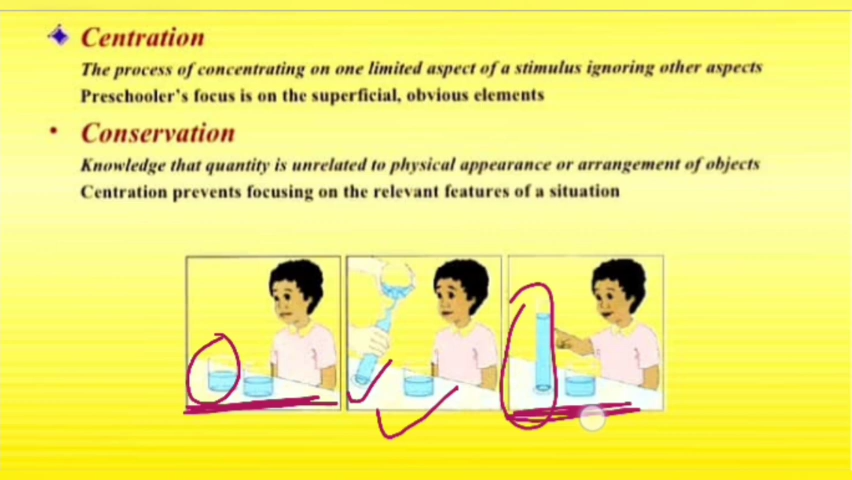 Centration
The process of concentrating on one limited aspect of a stimulus ignoring other aspects
Preschooler's focus is on the superficial, obvious elements
Conservation
Knowledge that quantity is unrelated to physical appearance or arrangement of objects
Centration prevents focusing on the relevant features of a situation